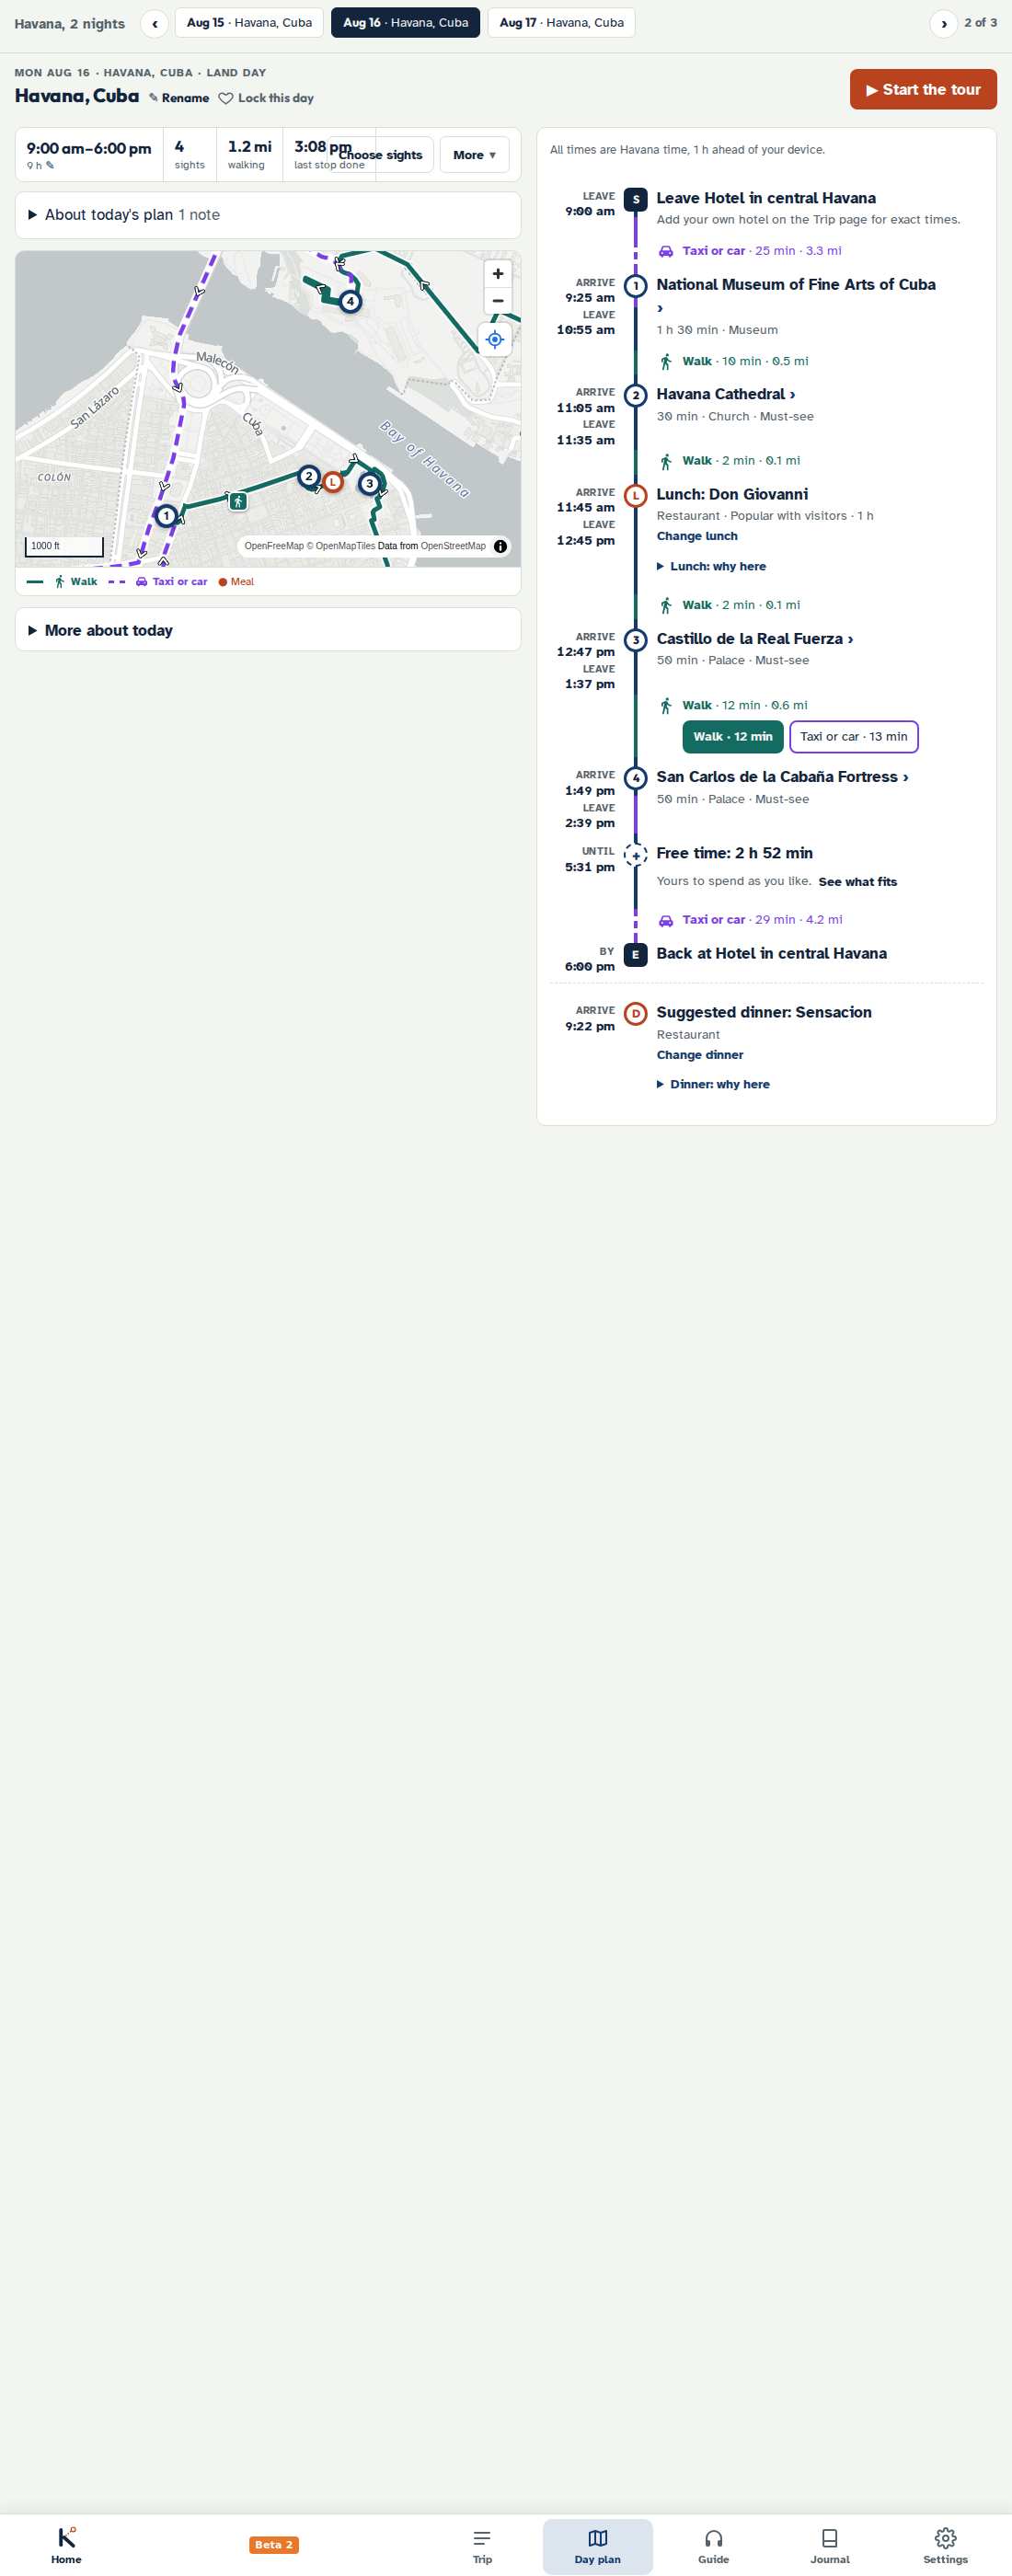 Havana, 2 nights
‹
Aug 15 · Havana, Cuba
Aug 16 · Havana, Cuba
Aug 17 · Havana, Cuba
›
2 of 3
MON AUG 16 · HAVANA, CUBA · LAND DAY
Havana, Cuba
✎ Rename
Lock this day
▶ Start the tour
9:00 am–6:00 pm
9 h ✎
4
sights
1.2 mi
walking
3:08 pm
last stop done
Choose sights
More ▾
▶ About today's plan 1 note
Malecón
San Lázaro
Cuba
COLÓN
Bay of Havana
1
2
L
3
4
+
−
1000 ft
OpenFreeMap © OpenMapTiles Data from OpenStreetMap
Walk
Taxi or car
Meal
▶ More about today
All times are Havana time, 1 h ahead of your device.
LEAVE
9:00 am
S
Leave Hotel in central Havana
Add your own hotel on the Trip page for exact times.
Taxi or car · 25 min · 3.3 mi
ARRIVE
9:25 am
LEAVE
10:55 am
1
National Museum of Fine Arts of Cuba
›
1 h 30 min · Museum
Walk · 10 min · 0.5 mi
ARRIVE
11:05 am
LEAVE
11:35 am
2
Havana Cathedral ›
30 min · Church · Must-see
Walk · 2 min · 0.1 mi
ARRIVE
11:45 am
LEAVE
12:45 pm
L
Lunch: Don Giovanni
Restaurant · Popular with visitors · 1 h
Change lunch
▶ Lunch: why here
Walk · 2 min · 0.1 mi
ARRIVE
12:47 pm
LEAVE
1:37 pm
3
Castillo de la Real Fuerza ›
50 min · Palace · Must-see
Walk · 12 min · 0.6 mi
Walk · 12 min
Taxi or car · 13 min
ARRIVE
1:49 pm
LEAVE
2:39 pm
4
San Carlos de la Cabaña Fortress ›
50 min · Palace · Must-see
UNTIL
5:31 pm
+
Free time: 2 h 52 min
Yours to spend as you like. See what fits
Taxi or car · 29 min · 4.2 mi
BY
6:00 pm
E
Back at Hotel in central Havana
ARRIVE
9:22 pm
D
Suggested dinner: Sensacion
Restaurant
Change dinner
▶ Dinner: why here
Home
Beta 2
Trip
Day plan
Guide
Journal
Settings